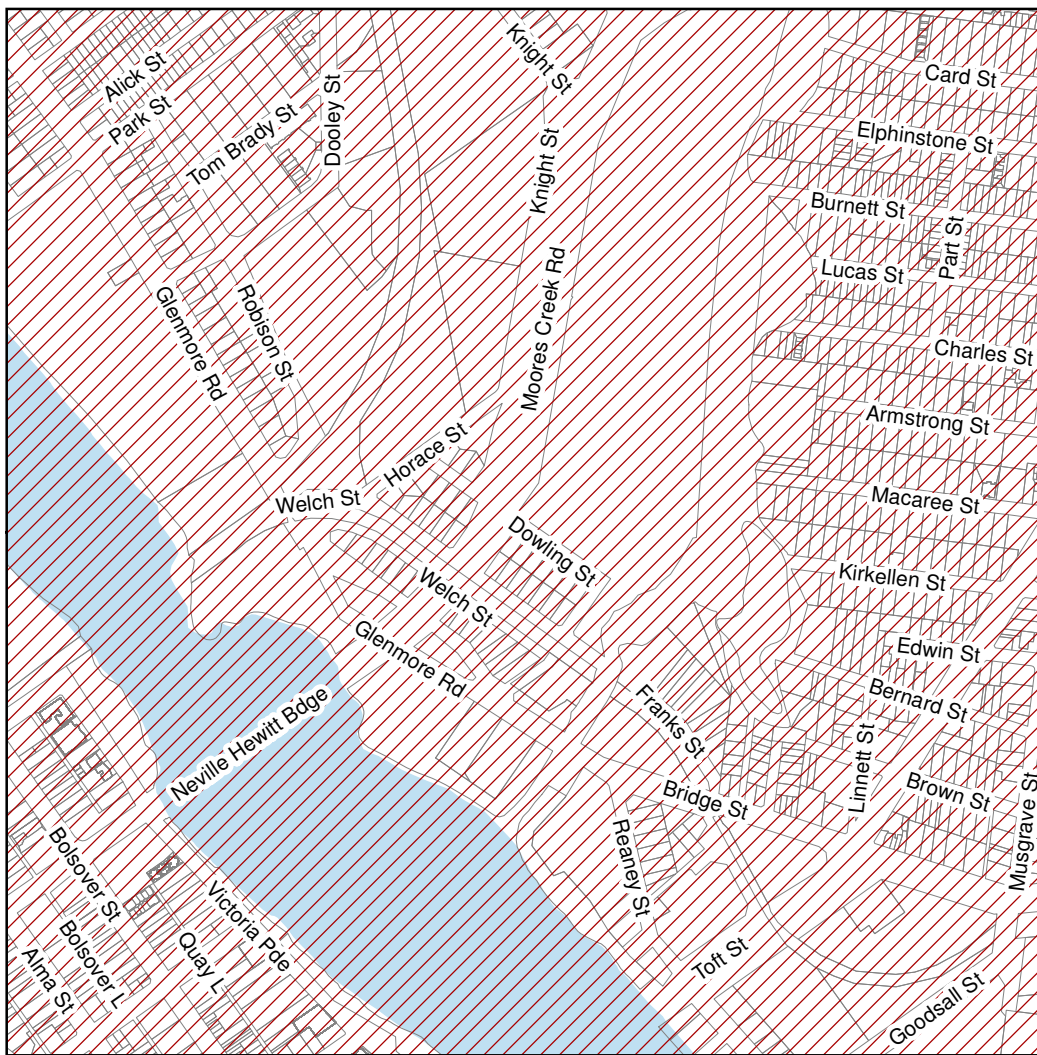 Knight St
Card St
Alick St
Park St
Tom Brady St
Dooley St
Elphinstone St
Knight St
Burnett St
Part St
Lucas St
Moores Creek Rd
Glenmore Rd
Robison St
Charles St
Armstrong St
Horace St
Welch St
Macaree St
Dowling St
Kirkellen St
Welch St
Edwin St
Glenmore Rd
Bernard St
Franks St
Neville Hewitt Bdge
Linnett St
Brown St
Bridge St
Musgrave St
Reaney St
Bolsover St
Victoria Pde
Bolsover L
Quay L
Alma St
Toft St
Goodsall St